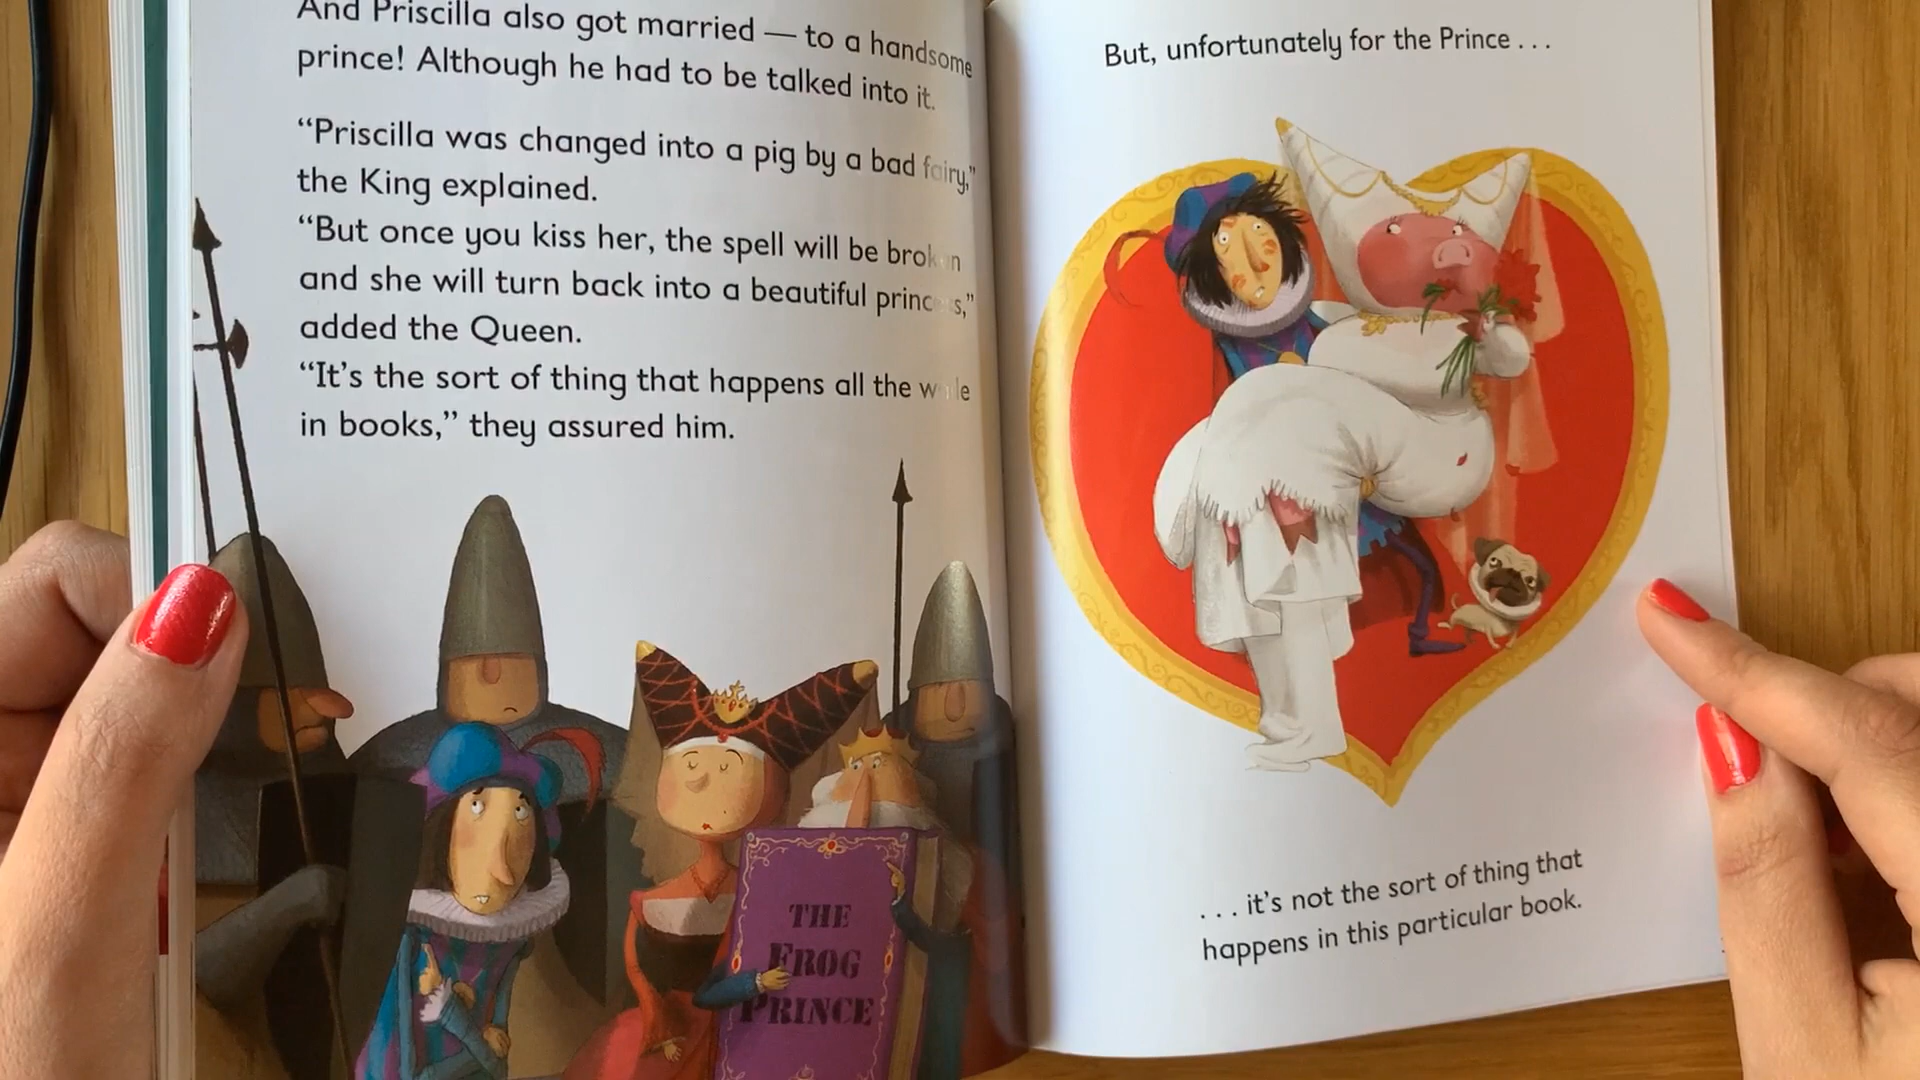 And Priscilla also got married — to a handsome
prince! Although he had to be talked into it.
“Priscilla was changed into a pig by a bad fairy,”
the King explained.
“But once you kiss her, the spell will be broken
and she will turn back into a beautiful princess,”
added the Queen.
“It’s the sort of thing that happens all the while
in books,” they assured him.
THE
FROG
PRINCE
But, unfortunately for the Prince . . .
. . . it’s not the sort of thing that
happens in this particular book.